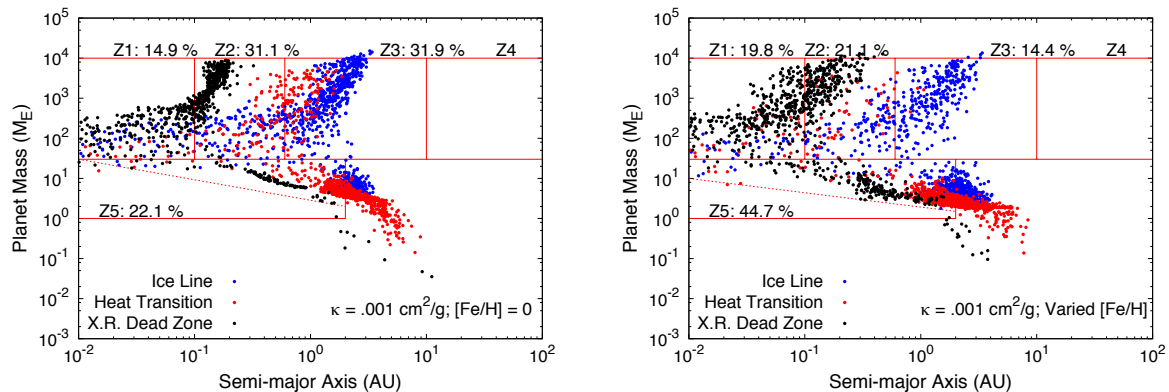 Z1: 14.9 % Z2: 31.1 % Z3: 31.9 % Z4
10^5
10^4
10^3
10^2
10^1
10^0
10^-1
10^-2
10^-3
Planet Mass (M_E)
Z5: 22.1 %
Ice Line
Heat Transition
X.R. Dead Zone
κ = .001 cm^2/g; [Fe/H] = 0
10^-2 10^-1 10^0 10^1 10^2
Semi-major Axis (AU)
Z1: 19.8 % Z2: 21.1 % Z3: 14.4 % Z4
10^5
10^4
10^3
10^2
10^1
10^0
10^-1
10^-2
10^-3
Planet Mass (M_E)
Z5: 44.7 %
Ice Line
Heat Transition
X.R. Dead Zone
κ = .001 cm^2/g; Varied [Fe/H]
10^-2 10^-1 10^0 10^1 10^2
Semi-major Axis (AU)